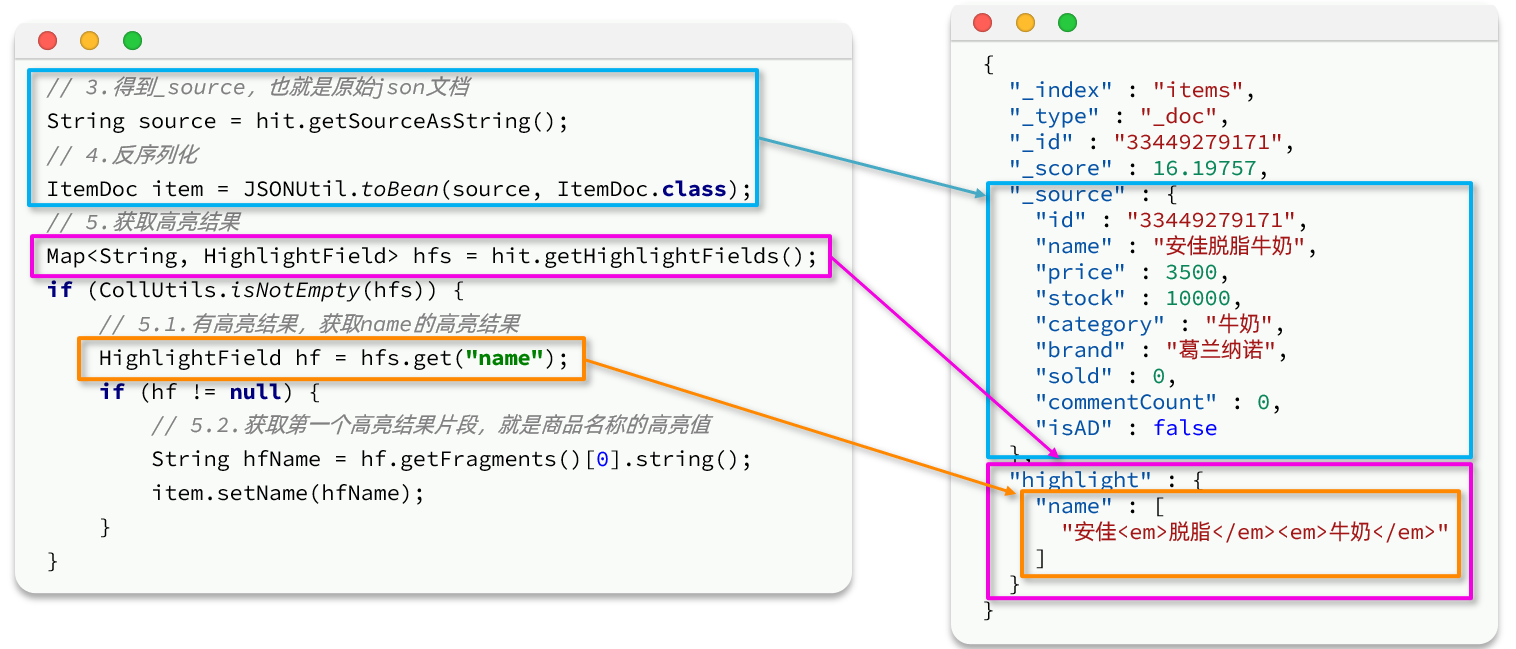 // 3.得到_source，也就是原始json文档
String source = hit.getSourceAsString();
// 4.反序列化
ItemDoc item = JSONUtil.toBean(source, ItemDoc.class);
// 5.获取高亮结果
Map<String, HighlightField> hfs = hit.getHighlightFields();
if (CollUtils.isNotEmpty(hfs)) {
// 5.1.有高亮结果，获取name的高亮结果
HighlightField hf = hfs.get("name");
if (hf != null) {
// 5.2.获取第一个高亮结果片段，就是商品名称的高亮值
String hfName = hf.getFragments()[0].string();
item.setName(hfName);
}
}
{
"_index" : "items",
"_type" : "_doc",
"_id" : "33449279171",
"_score" : 16.19757,
"_source" : {
"id" : "33449279171",
"name" : "安佳脱脂牛奶",
"price" : 3500,
"stock" : 10000,
"category" : "牛奶",
"brand" : "葛兰纳诺",
"sold" : 0,
"commentCount" : 0,
"isAD" : false
},
"highlight" : {
"name" : [
"安佳<em>脱脂</em><em>牛奶</em>"
]
}
}